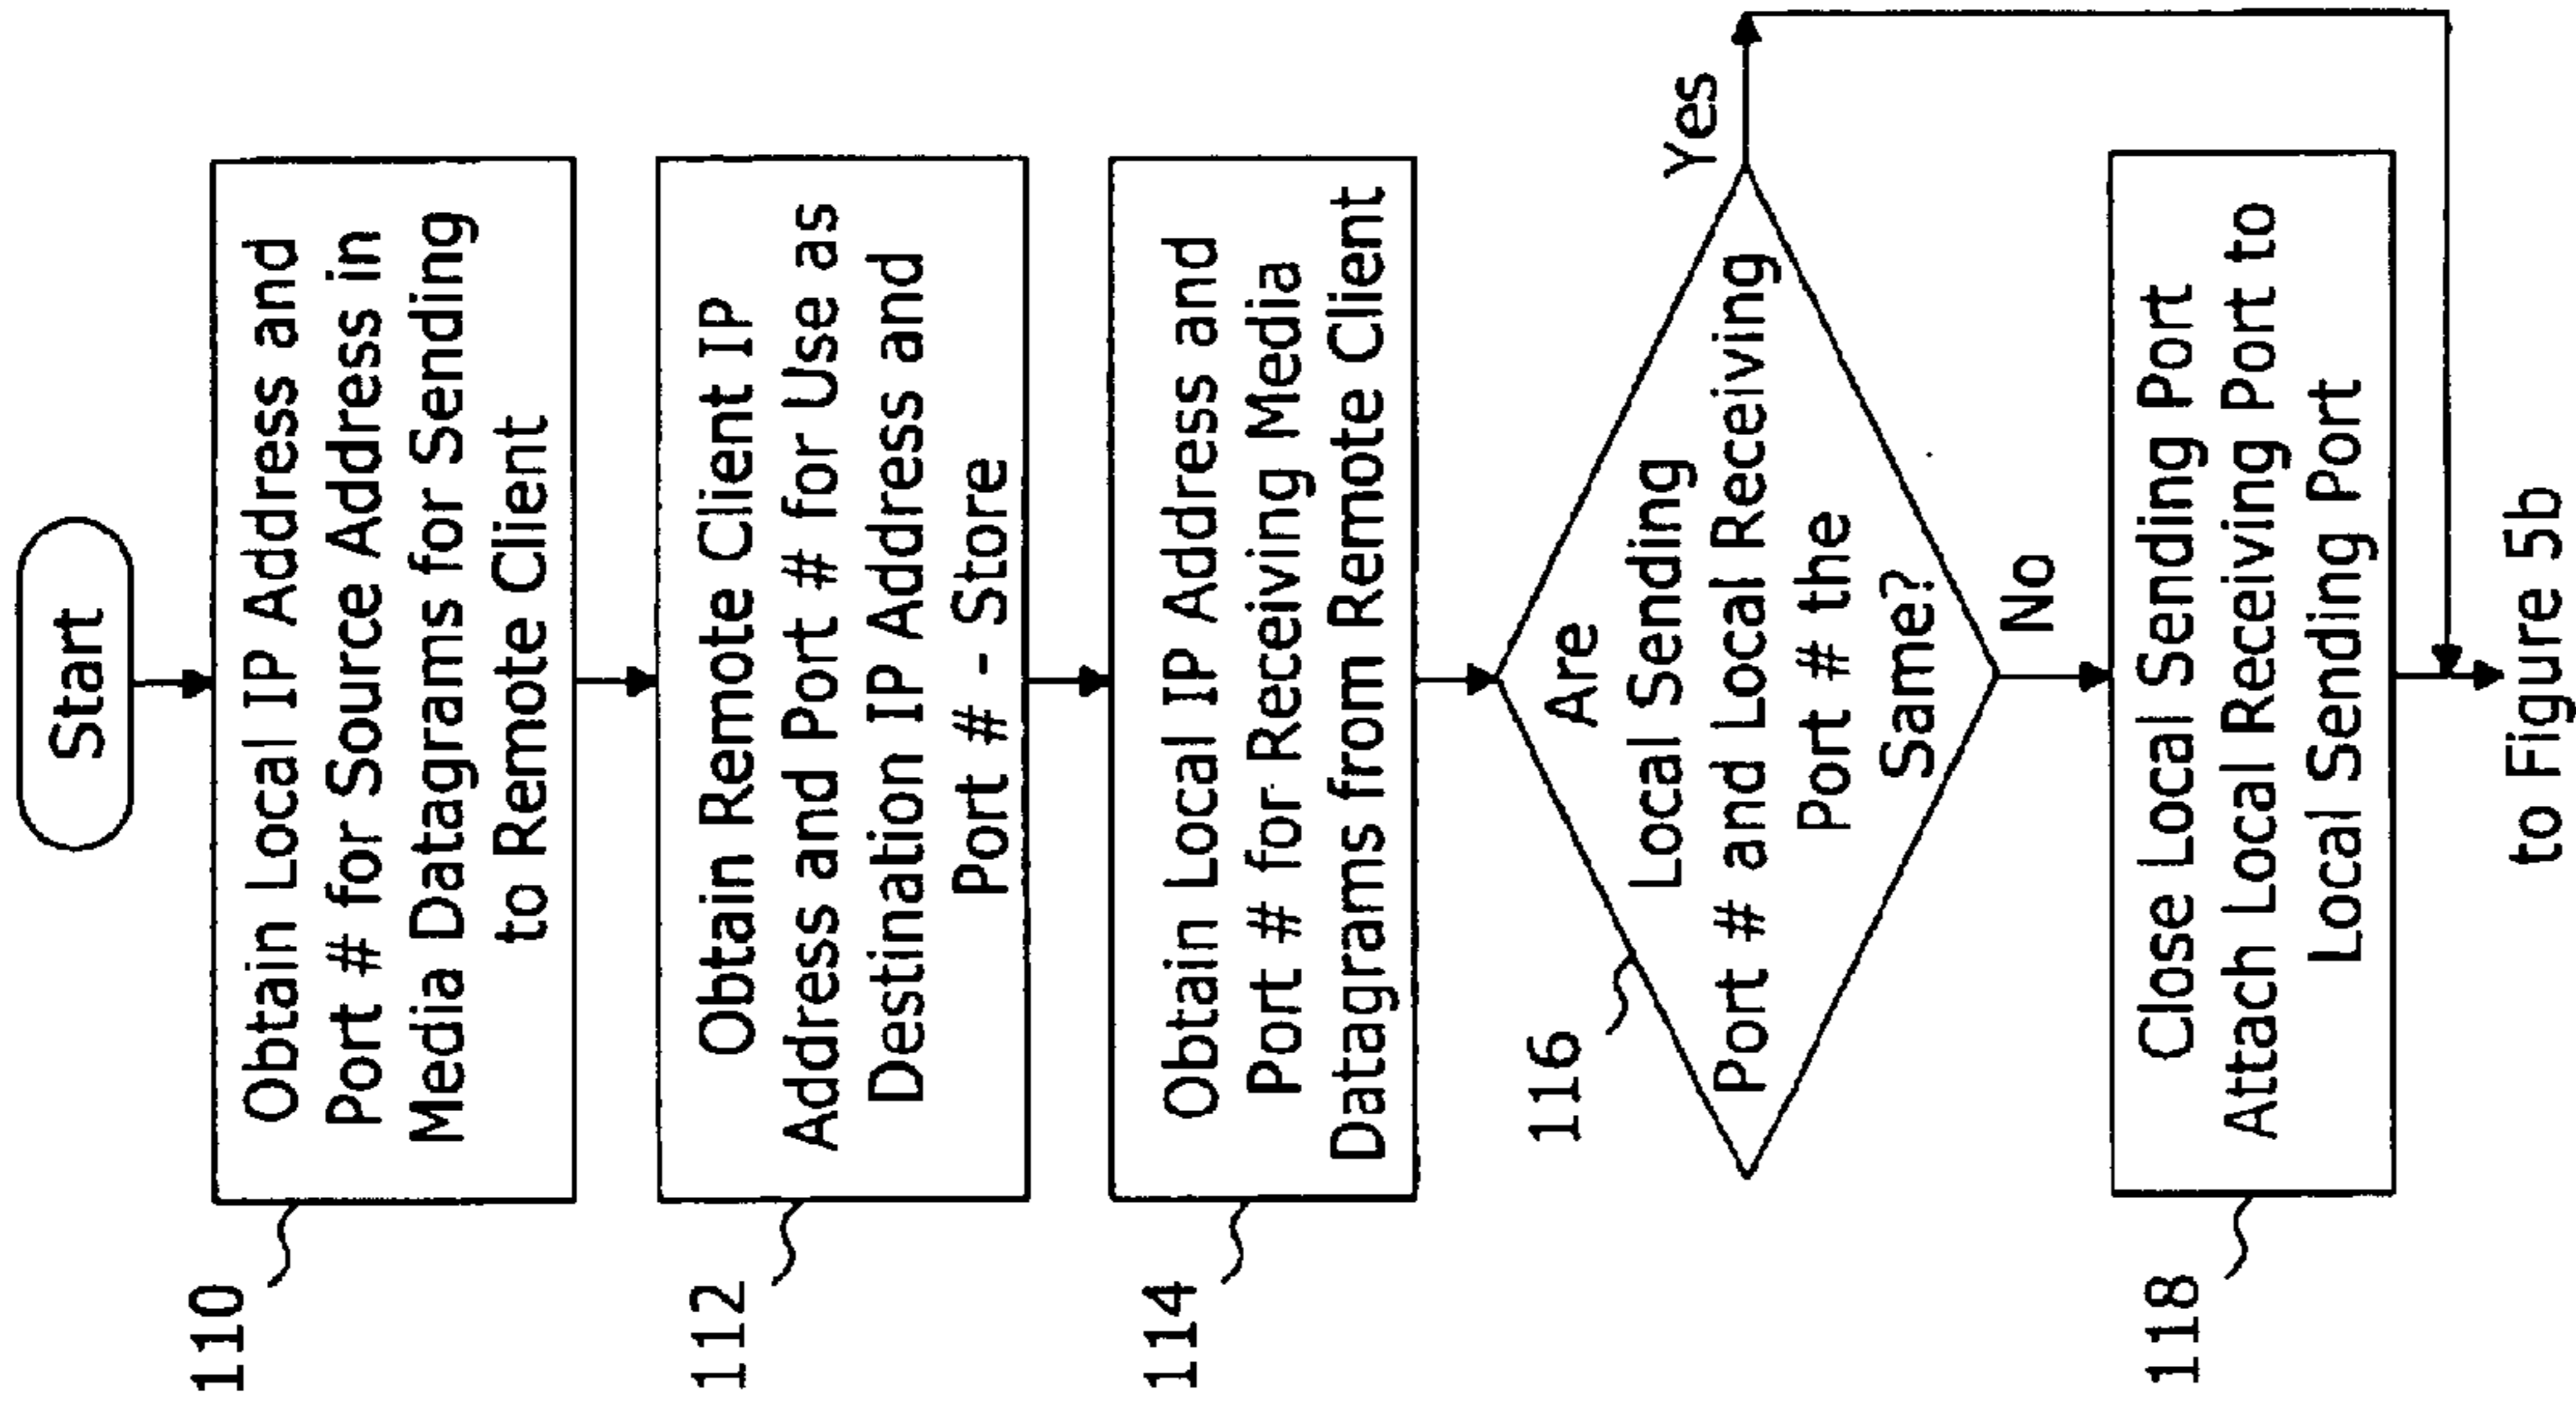 Start
110
Obtain Local IP Address and
Port # for Source Address in
Media Datagrams for Sending
to Remote Client
112
Obtain Remote Client IP
Address and Port # for Use as
Destination IP Address and
Port # - Store
114
Obtain Local IP Address and
Port # for Receiving Media
Datagrams from Remote Client
116
Are
Local Sending
Port # and Local Receiving
Port # the
Same?
Yes
No
118
Close Local Sending Port
Attach Local Receiving Port to
Local Sending Port
to Figure 5b